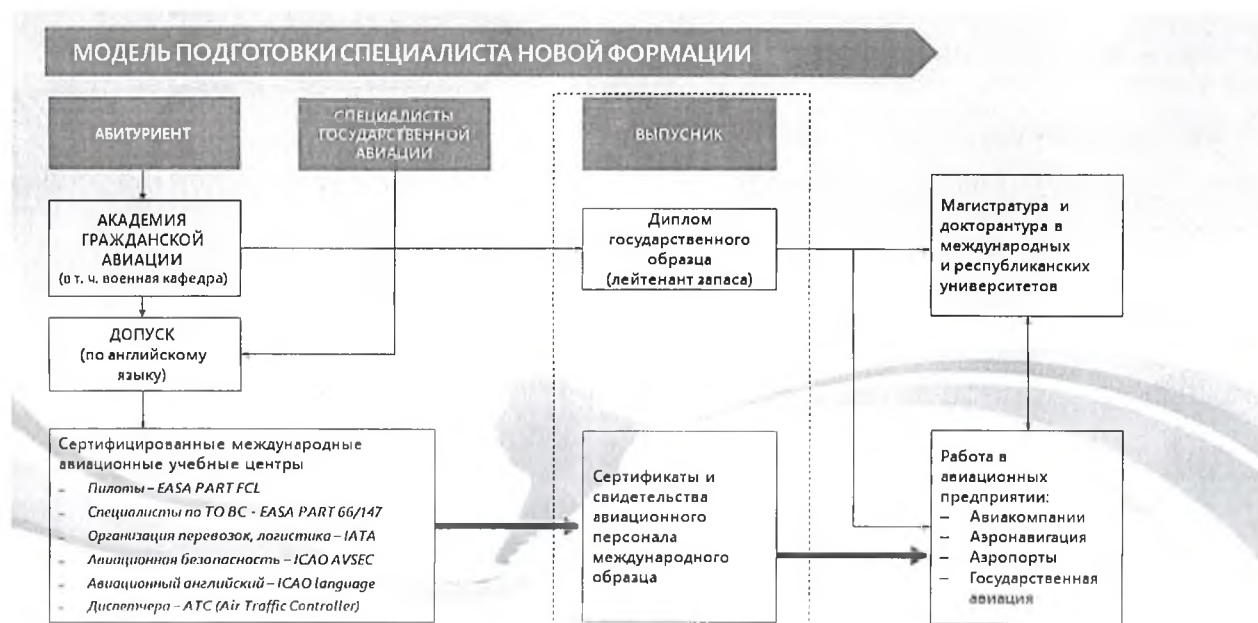 МОДЕЛЬ ПОДГОТОВКИ СПЕЦИАЛИСТА НОВОЙ ФОРМАЦИИ
АБИТУРИЕНТ
СПЕЦИАЛИСТЫ
ГОСУДАРСТВЕННОЙ
АВИАЦИИ
ВЫПУСНИК
АКАДЕМИЯ
ГРАЖДАНСКОЙ
АВИАЦИИ
(в т. ч. военная кафедра)
Диплом
государственного
образца
(лейтенант запаса)
Магистратура и
докторантура в
международных
и республиканских
университетов
ДОПУСК
(по английскому
языку)
Сертифицированные международные
авиационные учебные центры
- Пилоты – EASA PART FCL
- Специалисты по ТО ВС - EASA PART 66/147
- Организация перевозок, логистика – IATA
- Авиационная безопасность – ICAO AVSEC
- Авиационный английский – ICAO language
- Диспетчера – ATC (Air Traffic Controller)
Сертификаты и
свидетельства
авиационного
персонала
международного
образца
Работа в
авиационных
предприятии:
– Авиакомпании
– Аэронавигация
– Аэропорты
– Государственная
авиация